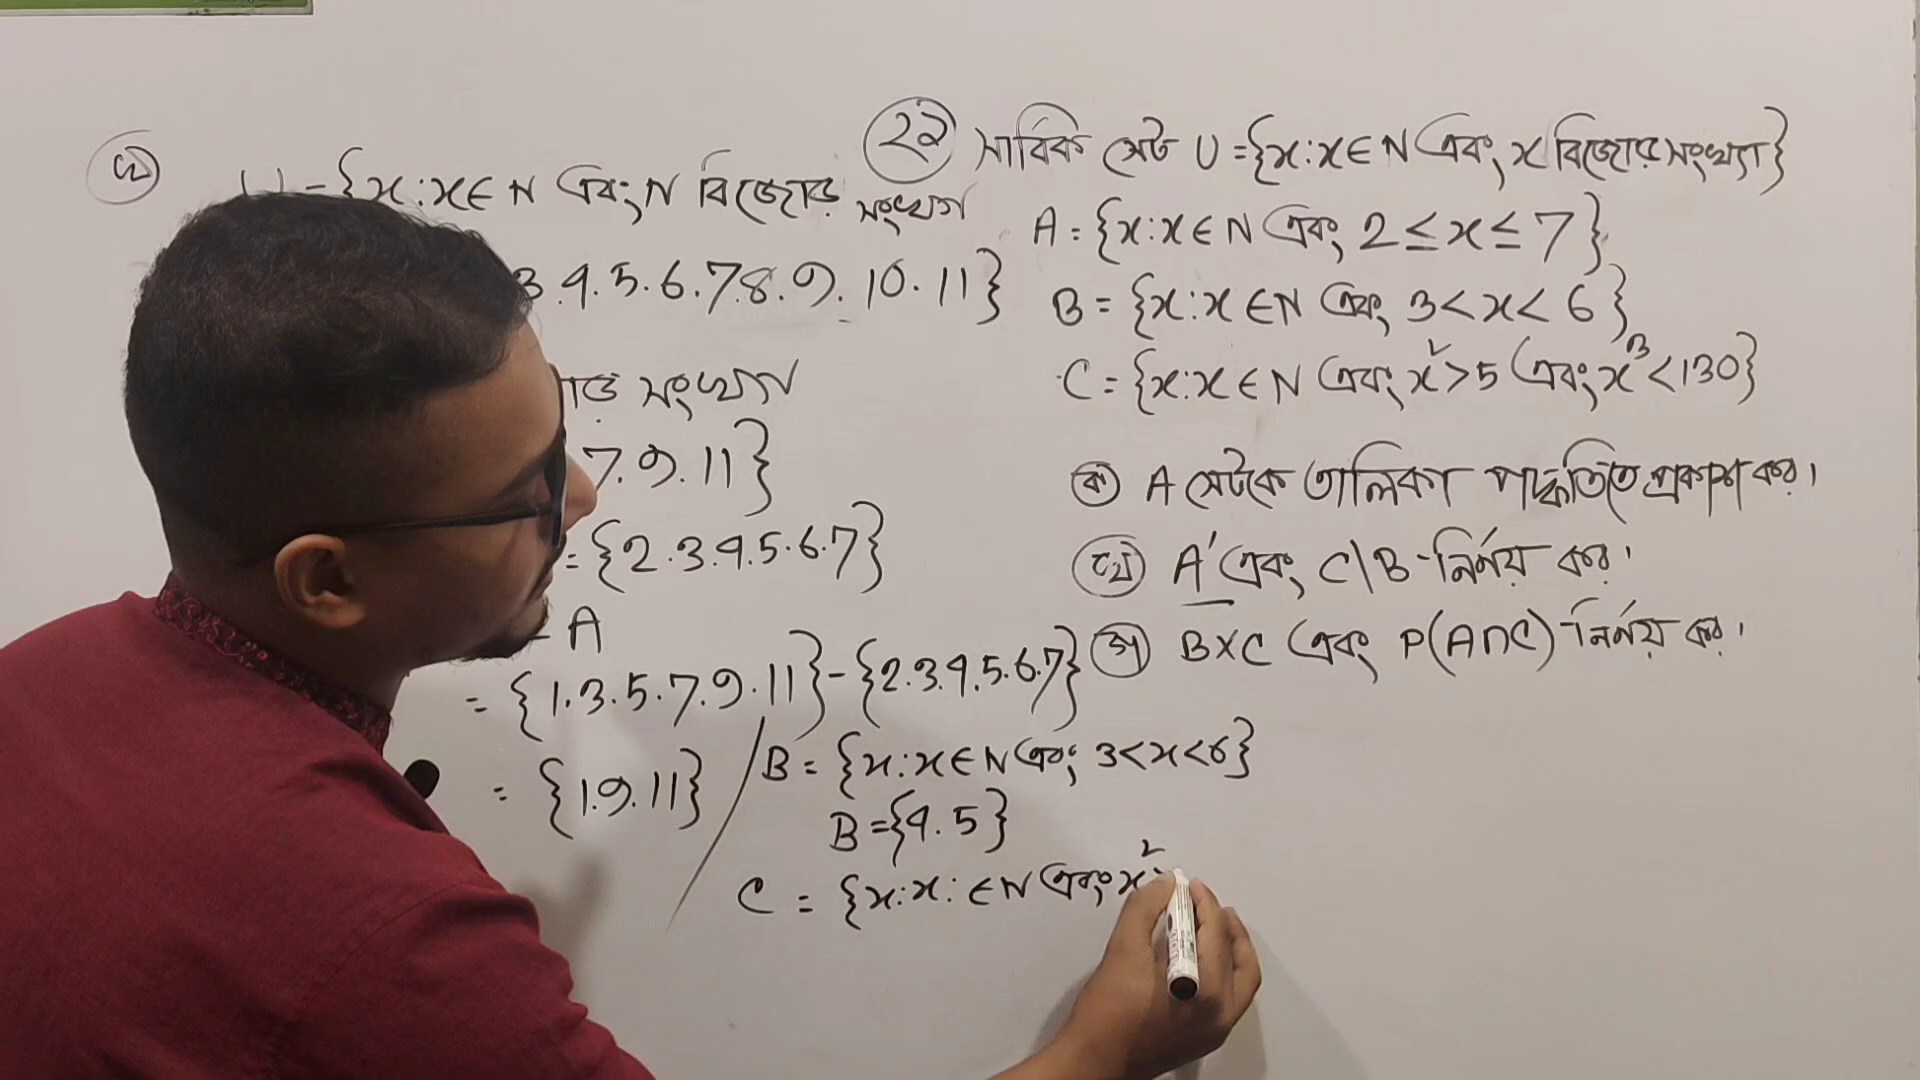 ২২ সার্বিক সেট U = {x:x∈N এবং x বিজোর সংখ্যা}
A = {x:x∈N এবং 2≤x≤7}
B = {x:x∈N এবং 3<x<6}
C = {x:x∈N এবং x²>5 এবং x³<130}
ক A সেটকে তালিকা পদ্ধতিতে প্রকাশ কর।
খ A' এবং C\B নির্নয় কর।
গ B×C এবং P(A∩C) নির্নয় কর।
খ U = {x:x∈N এবং N বিজোড় সংখ্যা
3.4.5.6.7.8.9.10.11}
সংখ্যা
7.9.11}
= {2.3.4.5.6.7}
- A
= {1.3.5.7.9.11} - {2.3.4.5.6.7}
= {1.9.11}
B = {x:x∈N এবং 3<x<6}
B = {4.5}
C = {x:x:∈N এবং x²